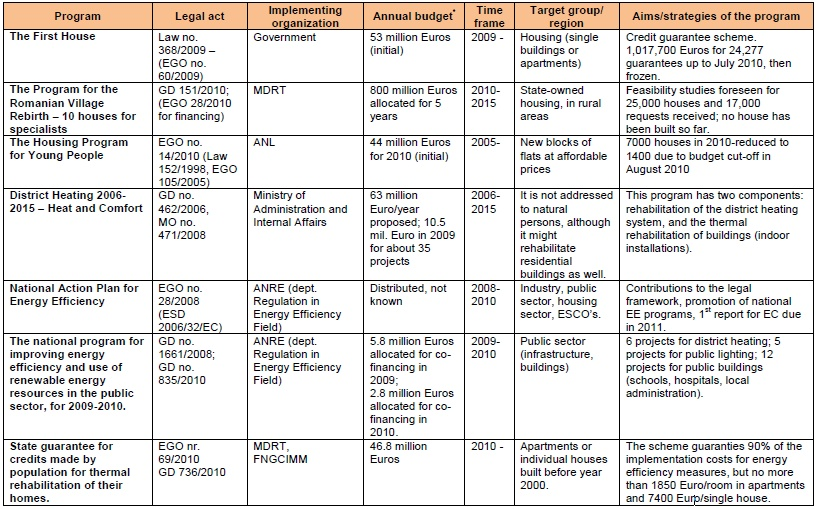 Program
Legal act
Implementing
organization
Annual budget*
Time
frame
Target group/
region
Aims/strategies of the program
The First House
Law no.
368/2009 –
(EGO no.
60/2009)
Government
53 million Euros
(initial)
2009 -
Housing (single
buildings or
apartments)
Credit guarantee scheme.
1,017,700 Euros for 24,277
guarantees up to July 2010, then
frozen.
The Program for the
Romanian Village
Rebirth – 10 houses for
specialists
GD 151/2010;
(EGO 28/2010
for financing)
MDRT
800 million Euros
allocated for 5
years
2010-
2015
State-owned
housing, in rural
areas
Feasibility studies foreseen for
25,000 houses and 17,000
requests received; no house has
been built so far.
The Housing Program
for Young People
EGO no.
14/2010 (Law
152/1998, EGO
105/2005)
ANL
44 million Euros
for 2010 (initial)
2005-
New blocks of
flats at affordable
prices
7000 houses in 2010-reduced to
1400 due to budget cut-off in
August 2010
District Heating 2006-
2015 – Heat and Comfort
GD no.
462/2006,
MO no.
471/2008
Ministry of
Administration and
Internal Affairs
63 million
Euro/year
proposed; 10.5
mil. Euro in 2009
for about 35
projects
2006-
2015
It is not addressed
to natural
persons, although
it might
rehabilitate
residential
buildings as well.
This program has two components:
rehabilitation of the district heating
system, and the thermal
rehabilitation of buildings (indoor
installations).
National Action Plan for
Energy Efficiency
EGO no.
28/2008
(ESD
2006/32/EC)
ANRE (dept.
Regulation in
Energy Efficiency
Field)
Distributed, not
known
2008-
2010
Industry, public
sector, housing
sector, ESCO's.
Contributions to the legal
framework, promotion of national
EE programs, 1st report for EC due
in 2011.
The national program for
improving energy
efficiency and use of
renewable energy
resources in the public
sector, for 2009-2010.
GD no.
1661/2008;
GD no.
835/2010
ANRE (dept.
Regulation in
Energy Efficiency
Field)
5.8 million Euros
allocated for co-
financing in
2009;
2.8 million Euros
allocated for co-
financing in
2010.
2009-
2010
Public sector
(infrastructure,
buildings)
6 projects for district heating; 5
projects for public lighting; 12
projects for public buildings
(schools, hospitals, local
administration).
State guarantee for
credits made by
population for thermal
rehabilitation of their
homes.
EGO nr.
69/2010
GD 736/2010
MDRT,
FNGCIMM
46.8 million
Euros
2010 -
Apartments or
individual houses
built before year
2000.
The scheme guaranties 90% of the
implementation costs for energy
efficiency measures, but no more
than 1850 Euro/room in apartments
and 7400 Euro/single house.